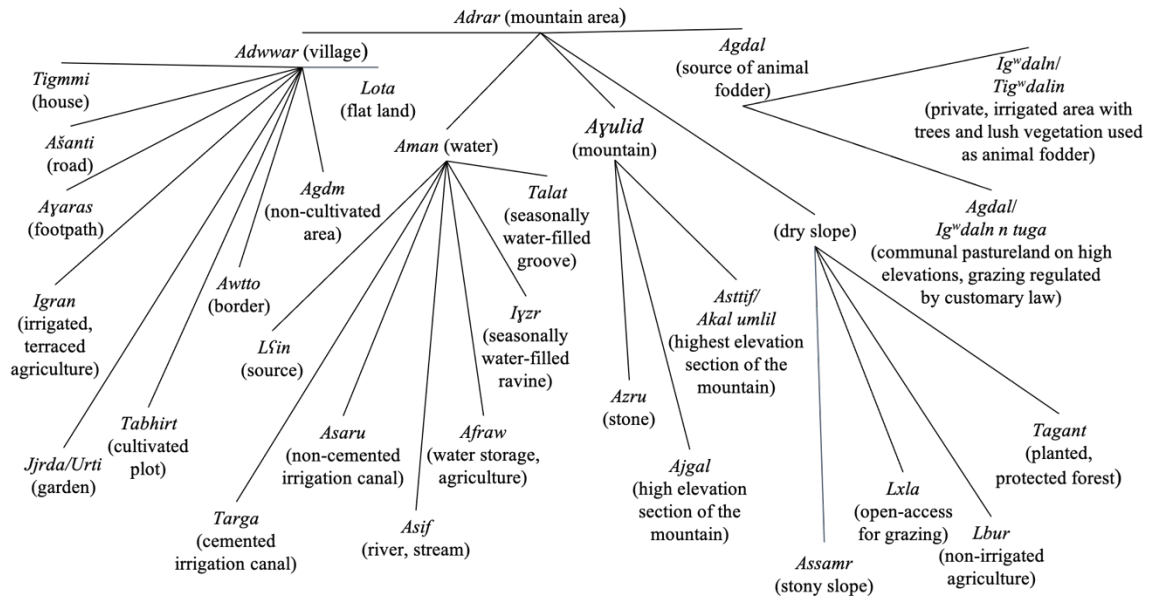 Adrar (mountain area)
Adwwar (village)
Tigmmi
(house)
Ašanti
(road)
Aɣaras
(footpath)
Igran
(irrigated,
terraced
agriculture)
Jjrda/Urti
(garden)
Tabhirt
(cultivated
plot)
Awtto
(border)
Agdm
(non-cultivated
area)
Lota
(flat land)
Aman (water)
Lʕin
(source)
Targa
(cemented
irrigation canal)
Asaru
(non-cemented
irrigation canal)
Asif
(river, stream)
Afraw
(water storage,
agriculture)
Iɣzr
(seasonally
water-filled
ravine)
Talat
(seasonally
water-filled
groove)
Aɣulid
(mountain)
Azru
(stone)
Ajgal
(high elevation
section of the
mountain)
Asttif/
Akal umlil
(highest elevation
section of the
mountain)
(dry slope)
Assamr
(stony slope)
Lxla
(open-access
for grazing)
Lbur
(non-irrigated
agriculture)
Tagant
(planted,
protected forest)
Agdal
(source of animal
fodder)
Igʷdaln/
Tigʷdalin
(private, irrigated area with
trees and lush vegetation used
as animal fodder)
Agdal/
Igʷdaln n tuga
(communal pastureland on high
elevations, grazing regulated
by customary law)